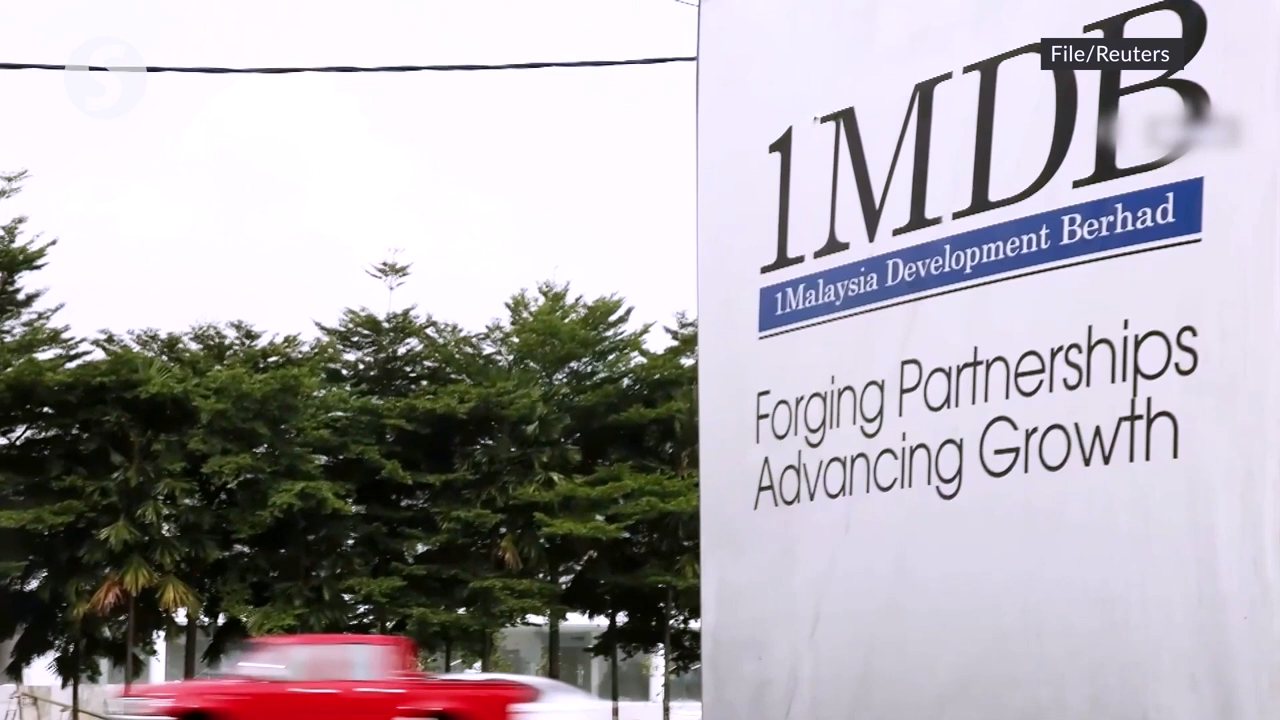 File/Reuters
1MDB
1Malaysia Development Berhad
Forging Partnerships
Advancing Growth